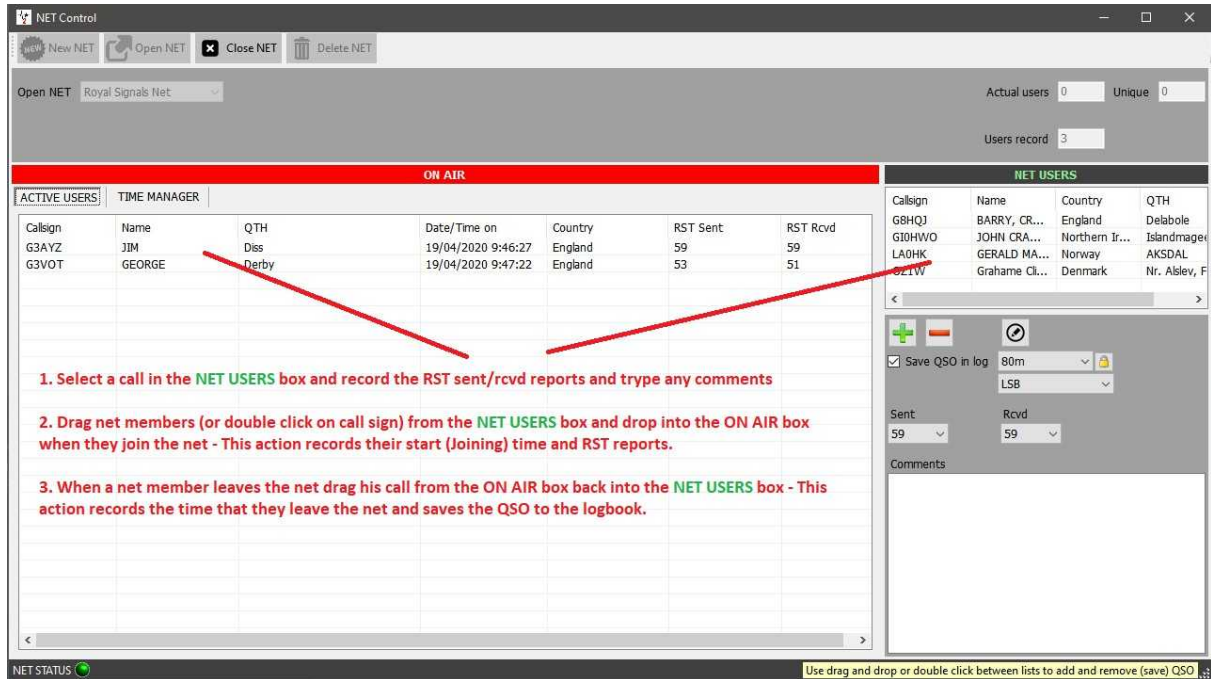 NET Control
NEW New NET Open NET Close NET Delete NET
Open NET Royal Signals Net Actual users 0 Unique 0
Users record 3
ON AIR NET USERS
ACTIVE USERS TIME MANAGER
Callsign Name QTH Date/Time on Country RST Sent RST Rcvd
G3AYZ JIM Diss 19/04/2020 9:46:27 England 59 59
G3VOT GEORGE Derby 19/04/2020 9:47:22 England 53 51
Callsign Name Country QTH
G8HQJ BARRY, CR... England Delabole
GI0HWO JOHN CRA... Northern Ir... Islandmagee
LA0HK GERALD MA... Norway AKSDAL
OZ1W Grahame Cli... Denmark Nr. Alslev, F
Save QSO in log 80m
LSB
Sent Rcvd
59 59
Comments
1. Select a call in the NET USERS box and record the RST sent/rcvd reports and trype any comments
2. Drag net members (or double click on call sign) from the NET USERS box and drop into the ON AIR box
when they join the net - This action records their start (Joining) time and RST reports.
3. When a net member leaves the net drag his call from the ON AIR box back into the NET USERS box - This
action records the time that they leave the net and saves the QSO to the logbook.
NET STATUS Use drag and drop or double click between lists to add and remove (save) QSO